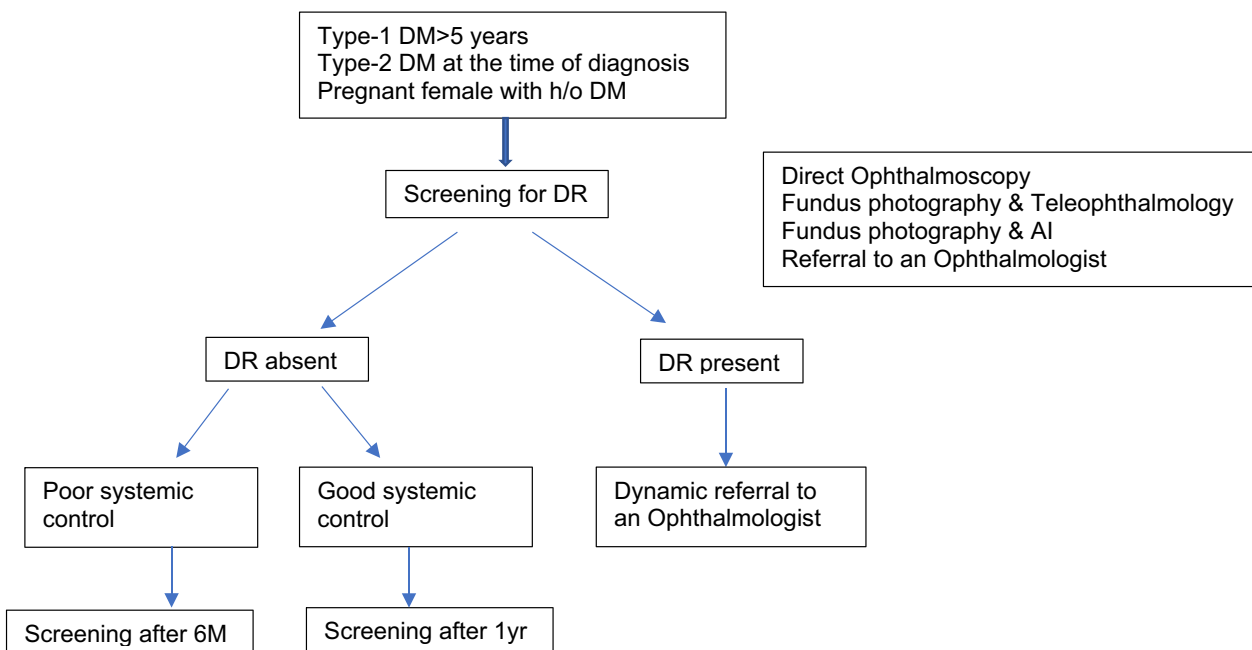 Type-1 DM>5 years
Type-2 DM at the time of diagnosis
Pregnant female with h/o DM
Screening for DR
Direct Ophthalmoscopy
Fundus photography & Teleophthalmology
Fundus photography & AI
Referral to an Ophthalmologist
DR absent
DR present
Poor systemic
control
Good systemic
control
Dynamic referral to
an Ophthalmologist
Screening after 6M
Screening after 1yr